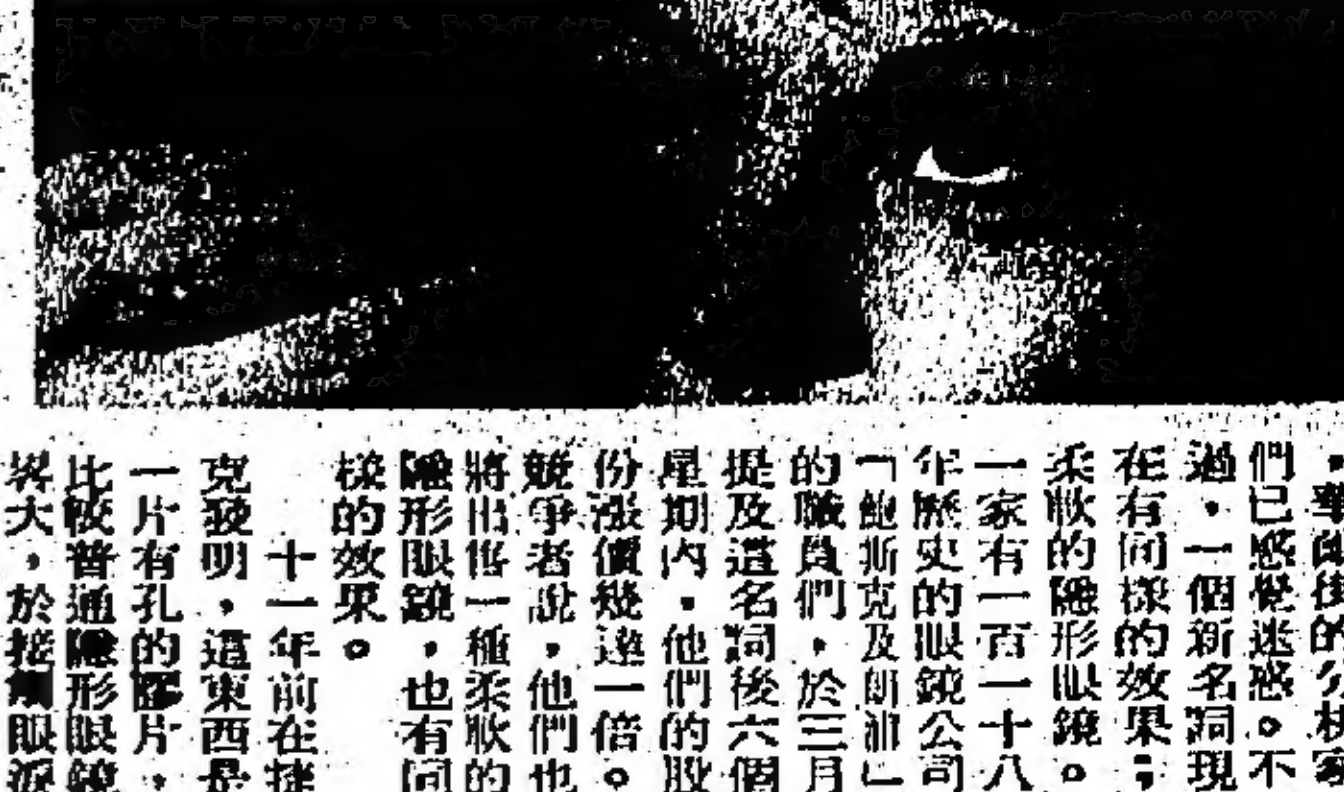 們已感覺迷惑。不
過，一個新名詞現
在有同樣的效果；
柔軟的隱形眼鏡。
一家有一百一十八
年歷史的眼鏡公司
「鮑斯克及朗浦」
的職員們，於三月
提及這名詞後六個
星期內，他們的股
份漲價幾達一倍。
競爭者說，他們也
將出售一種柔軟的
隱形眼鏡，也有同
樣的效果。
十一年前在捷
克發明，這東西是
一片有孔的膠片，
比較普通隱形眼鏡
大，於接觸眼淚